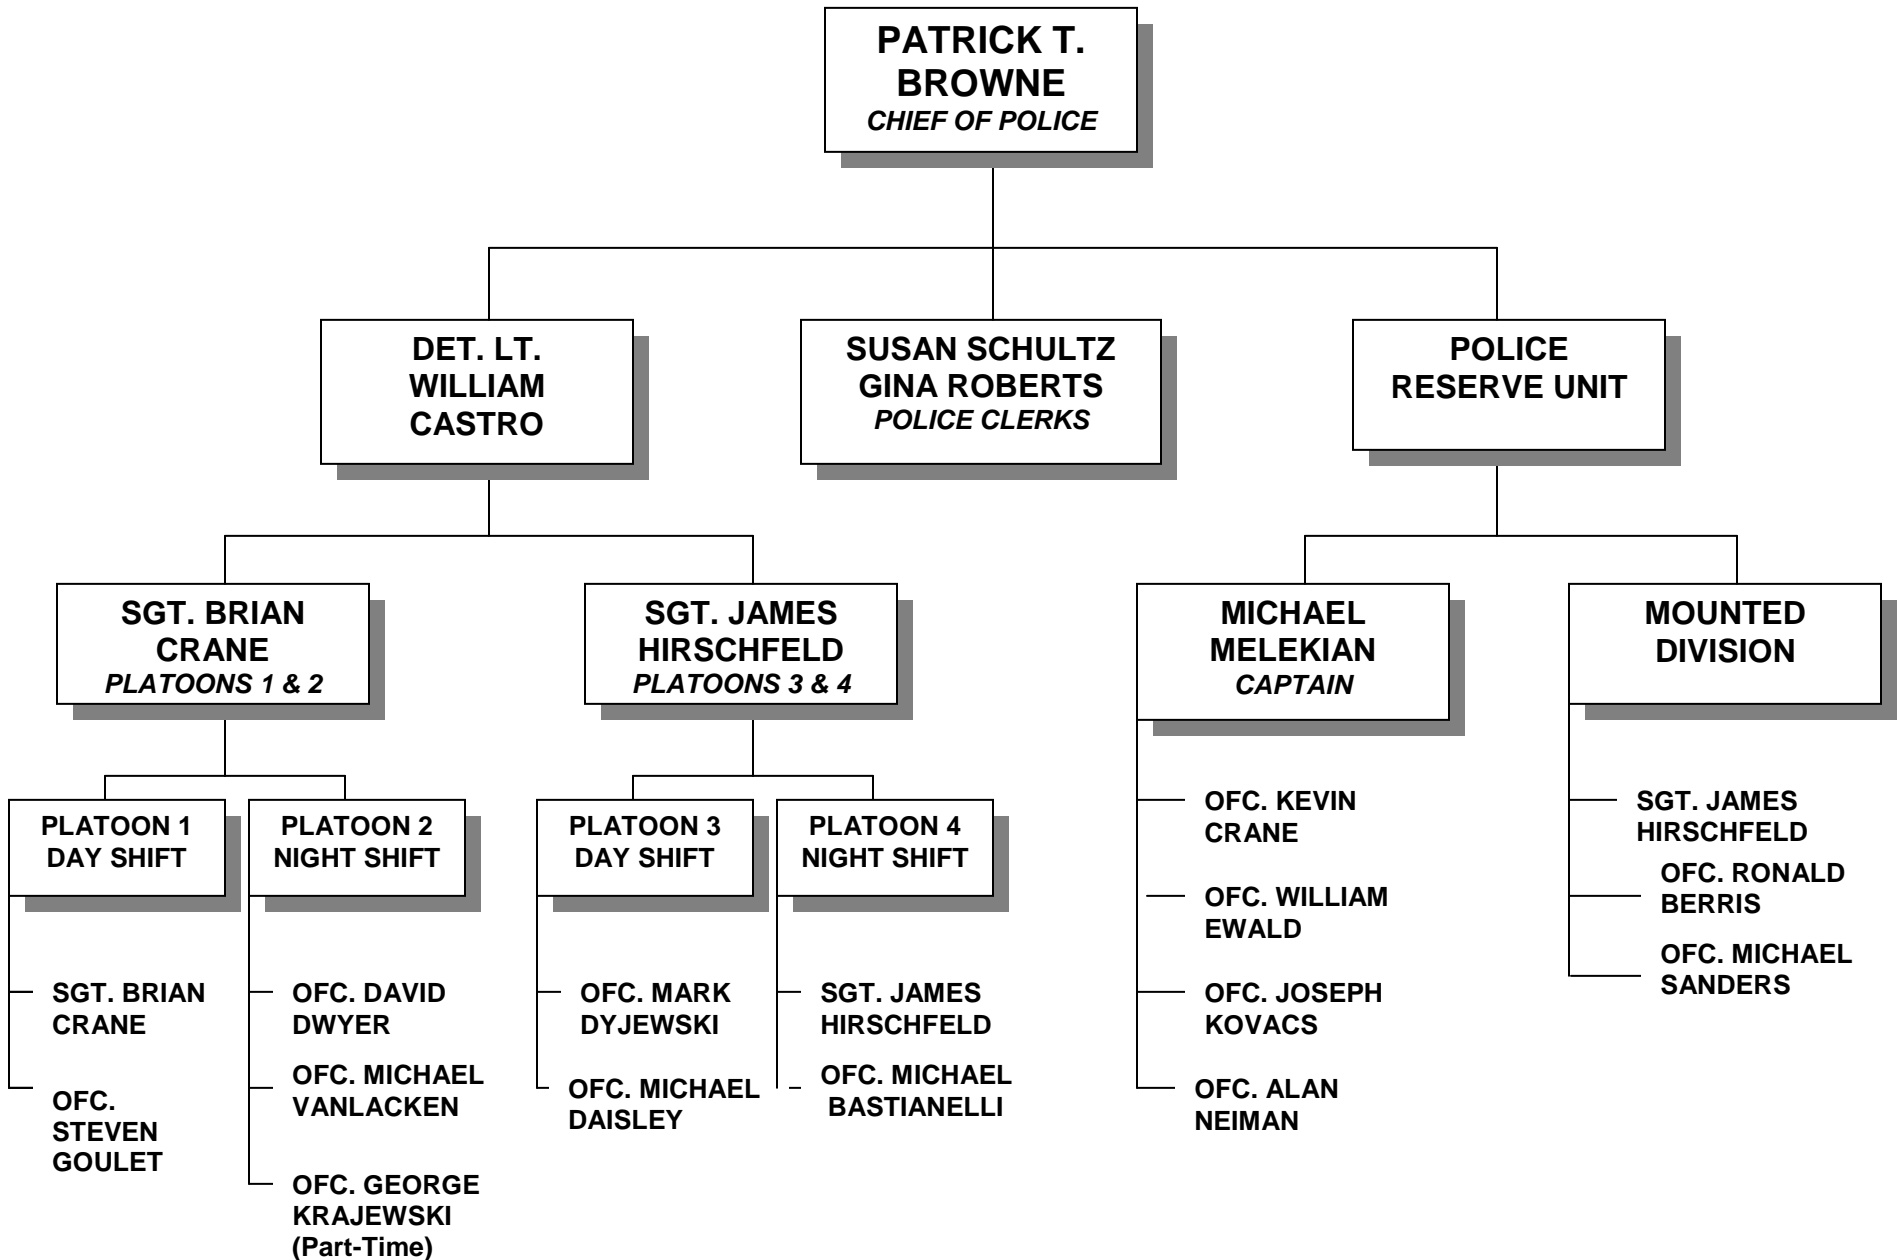 PATRICK T.
BROWNE
CHIEF OF POLICE
DET. LT.
WILLIAM
CASTRO
SUSAN SCHULTZ
GINA ROBERTS
POLICE CLERKS
POLICE
RESERVE UNIT
SGT. BRIAN
CRANE
PLATOONS 1 & 2
SGT. JAMES
HIRSCHFELD
PLATOONS 3 & 4
MICHAEL
MELEKIAN
CAPTAIN
MOUNTED
DIVISION
PLATOON 1
DAY SHIFT
PLATOON 2
NIGHT SHIFT
PLATOON 3
DAY SHIFT
PLATOON 4
NIGHT SHIFT
SGT. BRIAN
CRANE
OFC.
STEVEN
GOULET
OFC. DAVID
DWYER
OFC. MICHAEL
VANLACKEN
OFC. GEORGE
KRAJEWSKI
(Part-Time)
OFC. MARK
DYJEWSKI
OFC. MICHAEL
DAISLEY
SGT. JAMES
HIRSCHFELD
OFC. MICHAEL
BASTIANELLI
OFC. KEVIN
CRANE
OFC. WILLIAM
EWALD
OFC. JOSEPH
KOVACS
OFC. ALAN
NEIMAN
SGT. JAMES
HIRSCHFELD
OFC. RONALD
BERRIS
OFC. MICHAEL
SANDERS